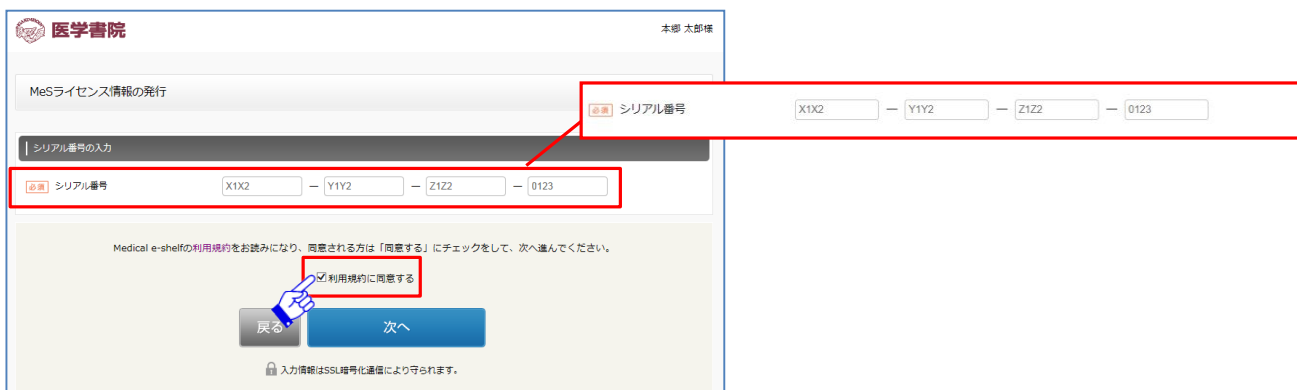 医学書院
本郷 太郎様
MeSライセンス情報の発行
必須 シリアル番号 X1X2 ー Y1Y2 ー Z1Z2 ー 0123
シリアル番号の入力
必須 シリアル番号 X1X2 ー Y1Y2 ー Z1Z2 ー 0123
Medical e-shelfの利用規約をお読みになり、同意される方は「同意する」にチェックをして、次へ進んでください。
利用規約に同意する
戻る 次へ
入力情報はSSL暗号化通信により守られます。